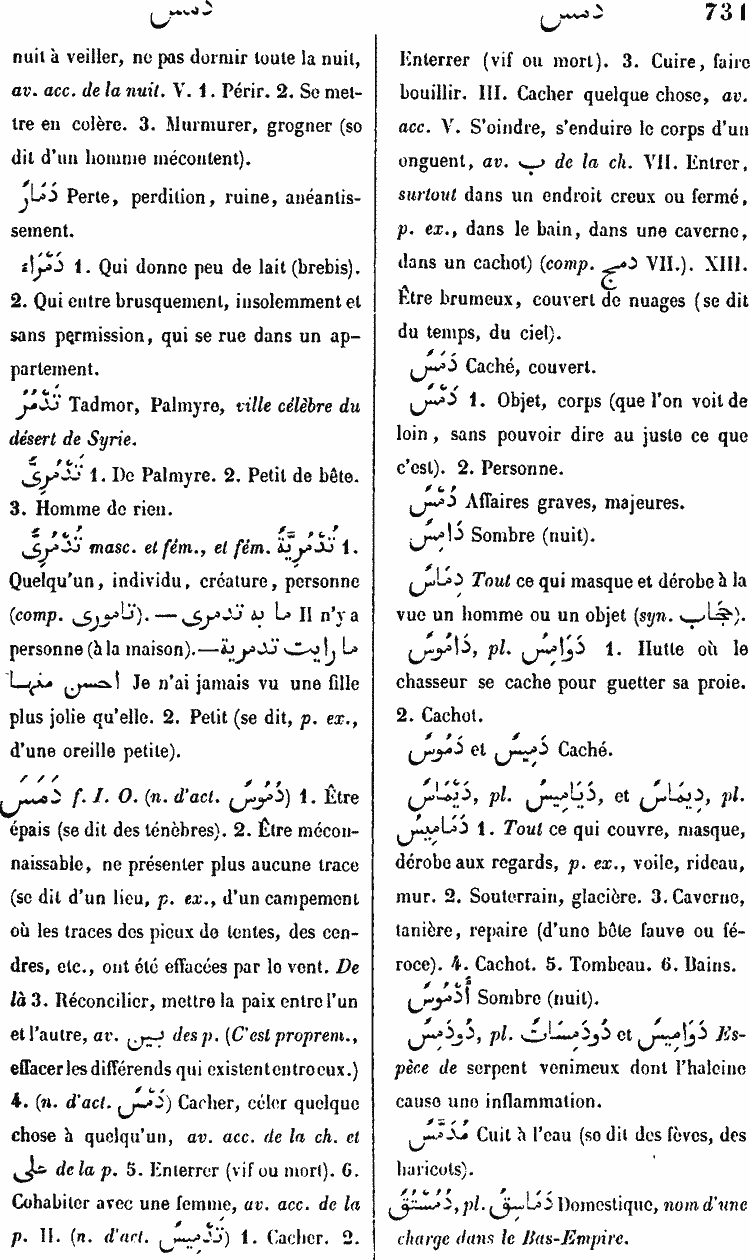 دمس
دمس 731
nuit à veiller, ne pas dormir toute la nuit,
av. acc. de la nuit. V. 1. Périr. 2. Se met-
tre en colère. 3. Murmurer, grogner (se
dit d'un homme mécontent).
دَمَارٌ Perte, perdition, ruine, anéantis-
sement.
دَمْرَاءُ 1. Qui donne peu de lait (brebis).
2. Qui entre brusquement, insolemment et
sans permission, qui se rue dans un ap-
partement.
تَدْمُرُ Tadmor, Palmyre, ville célèbre du
désert de Syrie.
تَدْمُرِىٌّ 1. De Palmyre. 2. Petit de bête.
3. Homme de rien.
تَدْمُرِىٌّ masc. et fém., et fém. تُدْمُرِيَّةٌ 1.
Quelqu'un, individu, créature, personne
(comp. تامورى). — ما به تدمرى Il n'y a
personne (à la maison). — ما رايت تدمرية
احسن منها Je n'ai jamais vu une fille
plus jolie qu'elle. 2. Petit (se dit, p. ex.,
d'une oreille petite).
دَمَسَ f. I. O. (n. d'act. دُمُوسٌ) 1. Être
épais (se dit des ténèbres). 2. Être mécon-
naissable, ne présenter plus aucune trace
(se dit d'un lieu, p. ex., d'un campement
où les traces des pieux de tentes, des cen-
dres, etc., ont été effacées par le vent. De
là 3. Réconcilier, mettre la paix entre l'un
et l'autre, av. بين des p. (C'est proprem.,
effacer les différends qui existent entre eux.)
4. (n. d'act. دَمْسٌ) Cacher, céler quelque
chose à quelqu'un, av. acc. de la ch. et
على de la p. 5. Enterrer (vif ou mort). 6.
Cohabiter avec une femme, av. acc. de la
p. II. (n. d'act. تَدْمِيسٌ) 1. Cacher. 2.
Enterrer (vif ou mort). 3. Cuire, faire
bouillir. III. Cacher quelque chose, av.
acc. V. S'oindre, s'enduire le corps d'un
onguent, av. ب de la ch. VII. Entrer,
surtout dans un endroit creux ou fermé,
p. ex., dans le bain, dans une caverne,
dans un cachot) (comp. دمج VII.). XIII.
Être brumeux, couvert de nuages (se dit
du temps, du ciel).
دَمْسٌ Caché, couvert.
دَمَسٌ 1. Objet, corps (que l'on voit de
loin, sans pouvoir dire au juste ce que
c'est). 2. Personne.
دُمْسٌ Affaires graves, majeures.
دَامِسٌ Sombre (nuit).
دِمَاسٌ Tout ce qui masque et dérobe à la
vue un homme ou un objet (syn. حِجَاب).
دَامُوسٌ, pl. دَوَامِيسُ 1. Hutte où le
chasseur se cache pour guetter sa proie.
2. Cachot.
دَمُوسٌ et دَمِيسٌ Caché.
دَيْمَاسٌ, pl. دَيَامِيسُ, et دِيمَاسٌ, pl.
دَمَامِيسُ 1. Tout ce qui couvre, masque,
dérobe aux regards, p. ex., voile, rideau,
mur. 2. Souterrain, glacière. 3. Caverne,
tanière, repaire (d'une bête fauve ou fé-
roce). 4. Cachot. 5. Tombeau. 6. Bains.
أُدْمُوسٌ Sombre (nuit).
دُودَمِسٌ, pl. دُودَمِسَاتٌ et دَوَامِيسُ Es-
pèce de serpent venimeux dont l'haleine
cause une inflammation.
مُدَمَّسٌ Cuit à l'eau (se dit des fèves, des
haricots).
دُمُسْتُقٌ, pl. دَمَاسِقُ Domestique, nom d'une
charge dans le Bas-Empire.